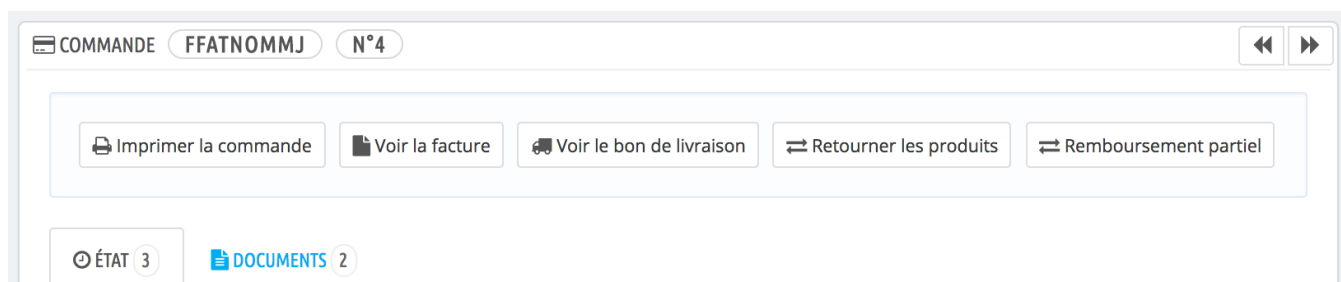 COMMANDE FFATNOMMJ N°4
Imprimer la commande Voir la facture Voir le bon de livraison Retourner les produits Remboursement partiel
ÉTAT 3 DOCUMENTS 2